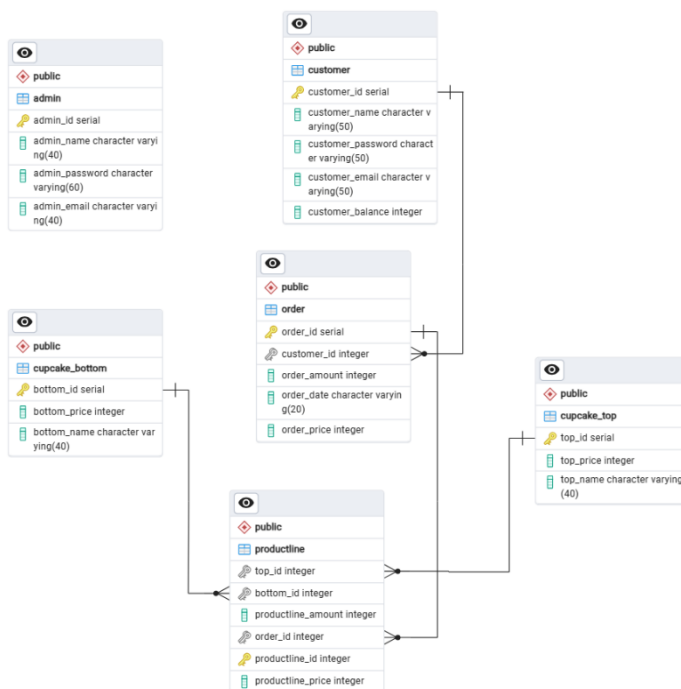 public
admin
admin_id serial
admin_name character varyi
ng(40)
admin_password character
varying(60)
admin_email character varyi
ng(40)
public
customer
customer_id serial
customer_name character v
arying(50)
customer_password charact
er varying(50)
customer_email character v
arying(50)
customer_balance integer
public
order
order_id serial
customer_id integer
order_amount integer
order_date character varyin
g(20)
order_price integer
public
cupcake_bottom
bottom_id serial
bottom_price integer
bottom_name character var
ying(40)
public
cupcake_top
top_id serial
top_price integer
top_name character varying
(40)
public
productline
top_id integer
bottom_id integer
productline_amount integer
order_id integer
productline_id integer
productline_price integer